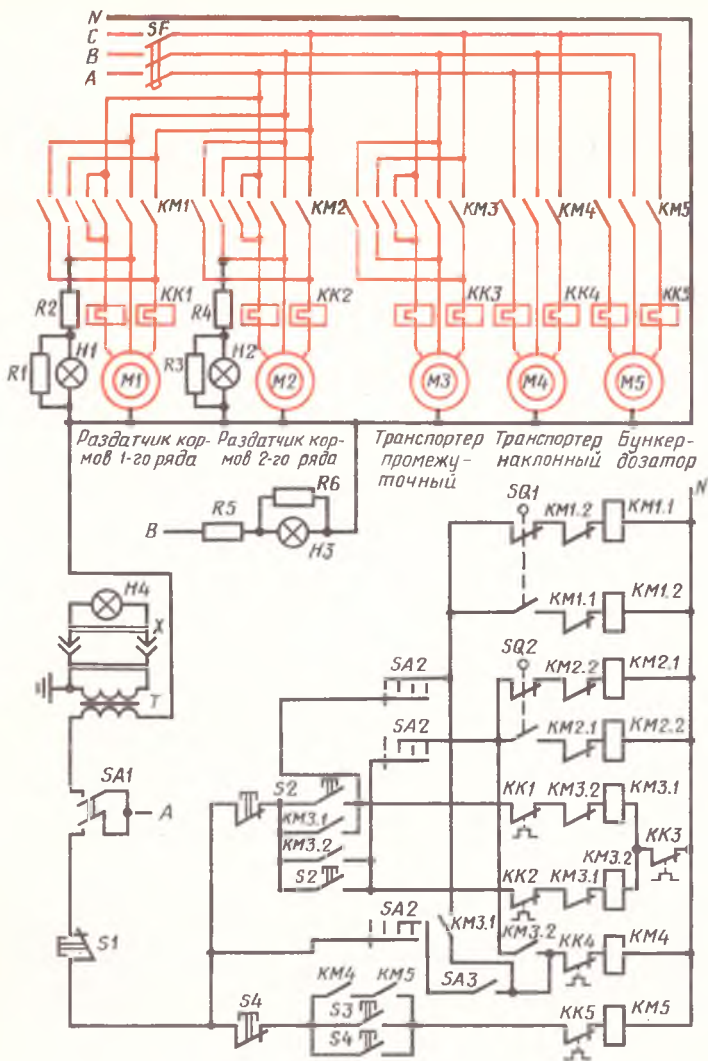 N
C SF
B
A
KM1 KM2 KM3 KM4 KM5
R2 KK1 R4 KK2 KK3 KK4 KK5
R1 H1 M1 R3 H2 M2 M3 M4 M5
Раздатчик кор-
мов 1-го ряда
Раздатчик кор-
мов 2-го ряда
Транспортер
промежу-
точный
Транспортер
наклонный
Бункер-
дозатор
R6
B R5 H3
N
SQ1 KM1.2 KM1.1
H4
X
KM1.1 KM1.2
SQ2 KM2.2 KM2.1
SA2
T
SA2 KM2.1 KM2.2
SA1
A
S2 KK1 KM3.2 KM3.1
KM3.1
KK3
KM3.2
KM3.2
S2 KK2 KM3.1
SA2 KM3.1 KM3.2
S1
KK4 KM4
SA3
KM4 KM5
S4 S3 KK5 KM5
S4